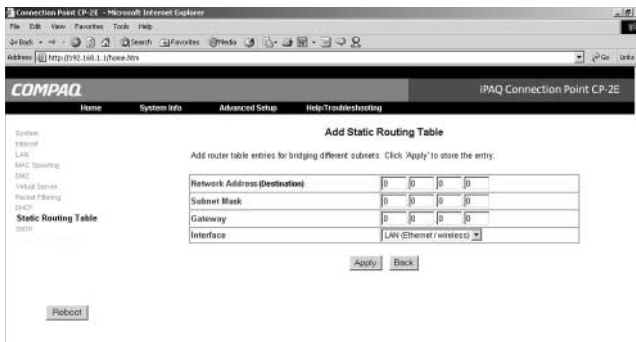 Connection Point CP-2E - Microsoft Internet Explorer
File Edit View Favorites Tools Help
Back Search Favorites Media
Address http://192.168.1.1/home.htm Go Links
COMPAQ iPAQ Connection Point CP-2E
Home System Info Advanced Setup Help/Troubleshooting
Add Static Routing Table
Add router table entries for bridging different subnets. Click 'Apply' to store the entry.
System
Internet
LAN
MAC Spoofing
DMZ
Virtual Server
Packet Filtering
DHCP
Static Routing Table
Network Address (Destination) 0 0 0 0
Subnet Mask 0 0 0 0
Gateway 0 0 0 0
Interface LAN (Ethernet / wireless)
Apply Back
Reboot